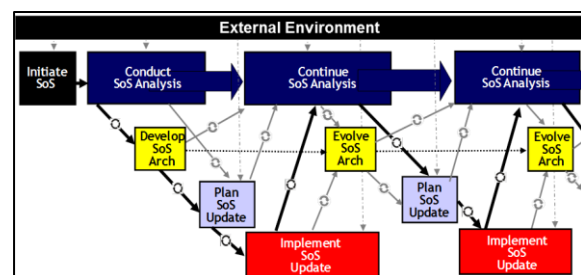 External Environment
Initiate
SoS
Conduct
SoS Analysis
Continue
SoS Analysis
Continue
SoS Analysis
Develop
SoS
Arch
Evolve
SoS
Arch
Evolve
SoS
Arch
Plan
SoS
Update
Plan
SoS
Update
Implement
SoS
Update
Implement
SoS
Update